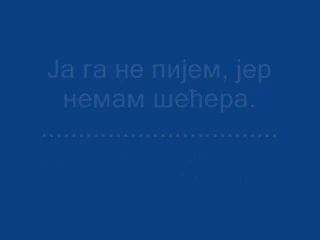 Ја га не пијем, јер
немам шећера.
................................